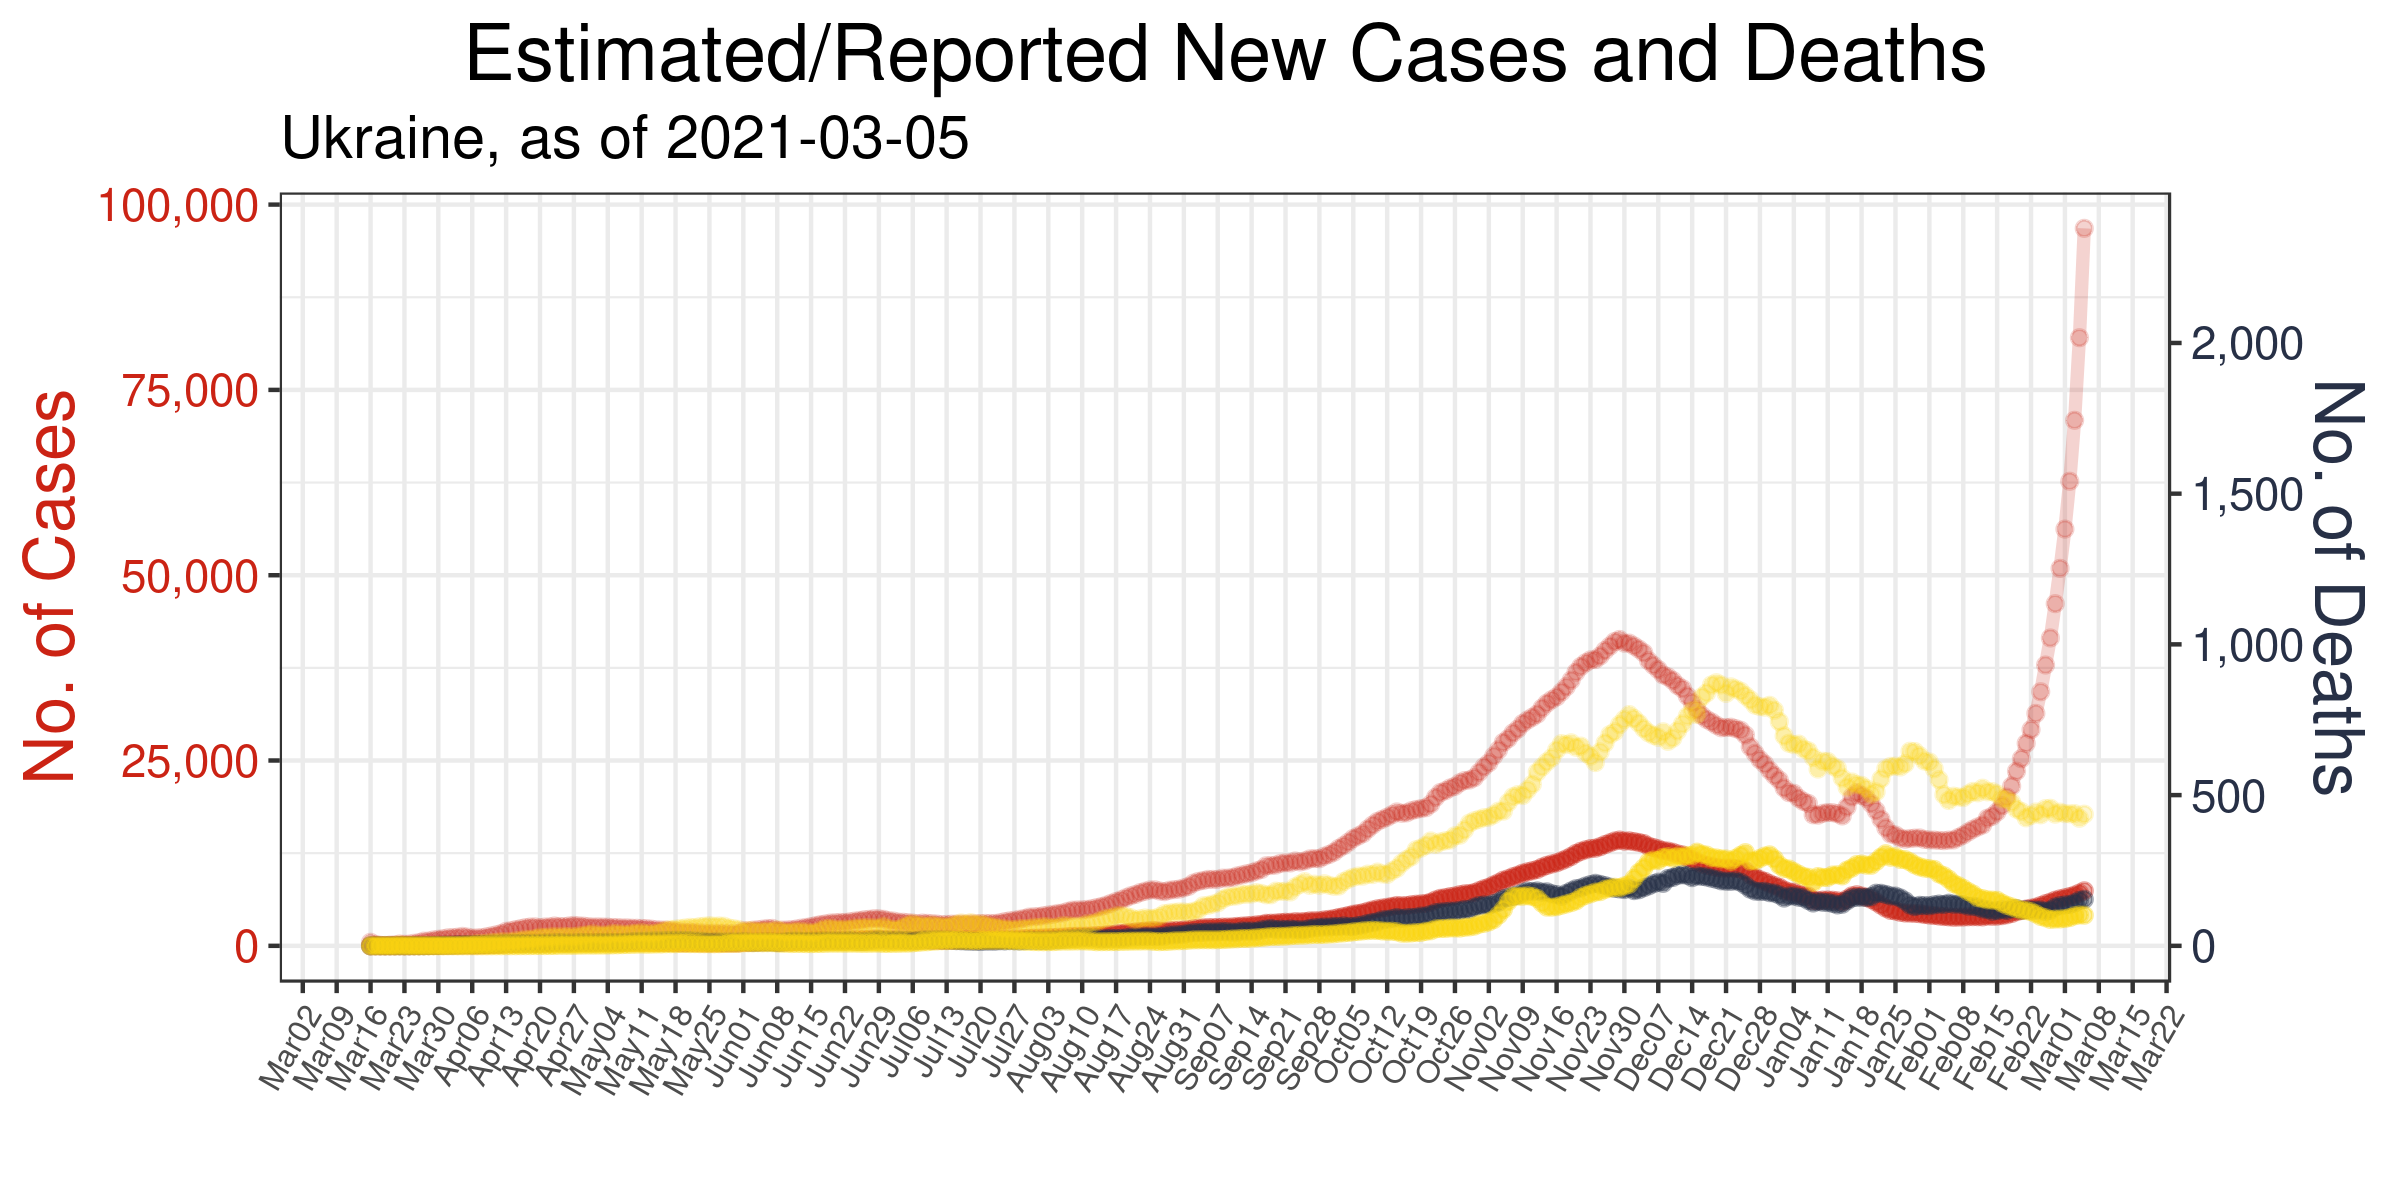 Estimated/Reported New Cases and Deaths
Ukraine, as of 2021-03-05
No. of Cases
100,000
75,000
50,000
25,000
0
2,000
1,500
1,000
500
0
No. of Deaths
Mar02
Mar09
Mar16
Mar23
Mar30
Apr06
Apr13
Apr20
Apr27
May04
May11
May18
May25
Jun01
Jun08
Jun15
Jun22
Jun29
Jul06
Jul13
Jul20
Jul27
Aug03
Aug10
Aug17
Aug24
Aug31
Sep07
Sep14
Sep21
Sep28
Oct05
Oct12
Oct19
Oct26
Nov02
Nov09
Nov16
Nov23
Nov30
Dec07
Dec14
Dec21
Dec28
Jan04
Jan11
Jan18
Jan25
Feb01
Feb08
Feb15
Feb22
Mar01
Mar08
Mar15
Mar22